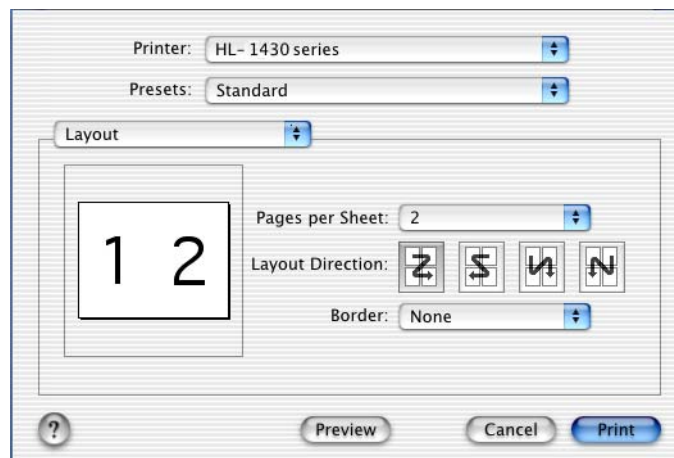 Printer: HL- 1430 series
Presets: Standard
Layout
1 2
Pages per Sheet: 2
Layout Direction:
Border: None
? Preview Cancel Print